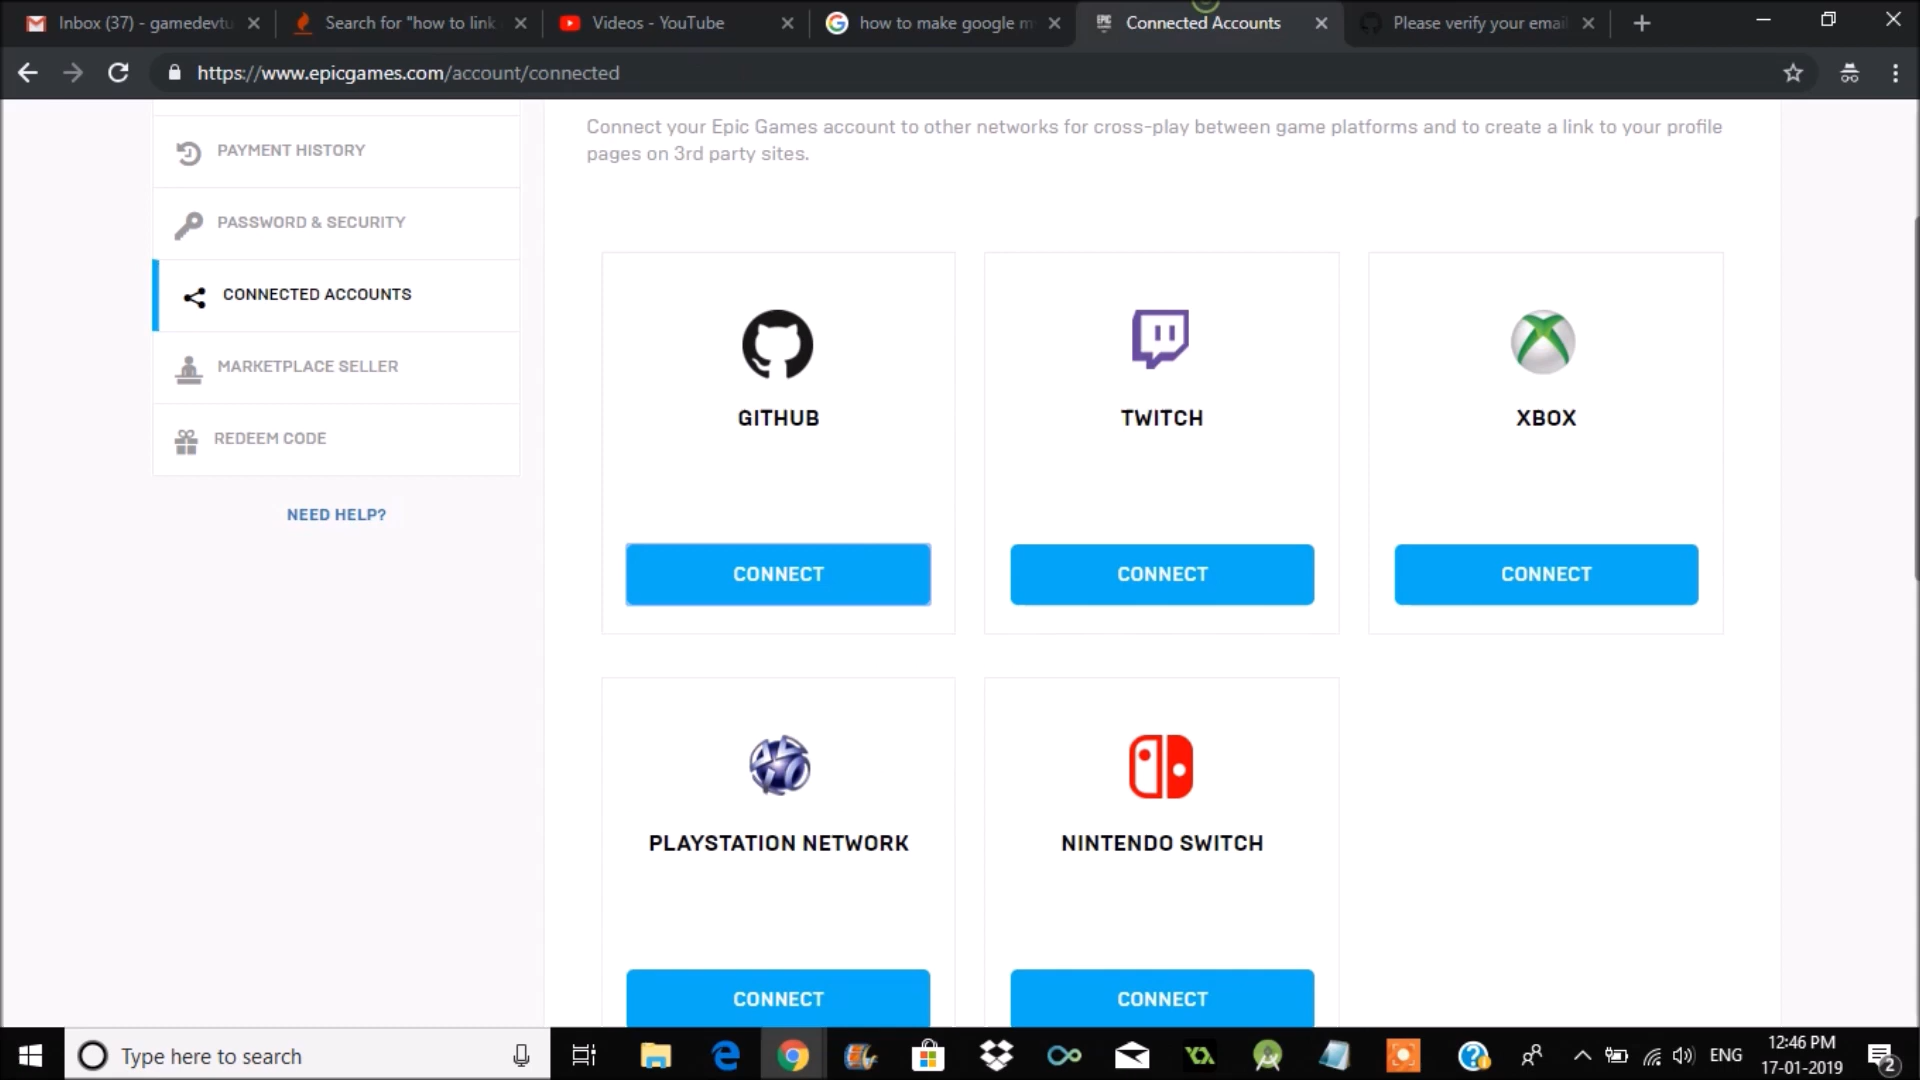 Inbox (37) - gamedevtu
Search for "how to link
Videos - YouTube
how to make google m
EPIC
Connected Accounts
Please verify your email
https://www.epicgames.com/account/connected
Connect your Epic Games account to other networks for cross-play between game platforms and to create a link to your profile
pages on 3rd party sites.
PAYMENT HISTORY
PASSWORD & SECURITY
CONNECTED ACCOUNTS
MARKETPLACE SELLER
REDEEM CODE
NEED HELP?
GITHUB
TWITCH
XBOX
CONNECT
CONNECT
CONNECT
PLAYSTATION NETWORK
NINTENDO SWITCH
CONNECT
CONNECT
Type here to search
ENG
12:46 PM
17-01-2019
2